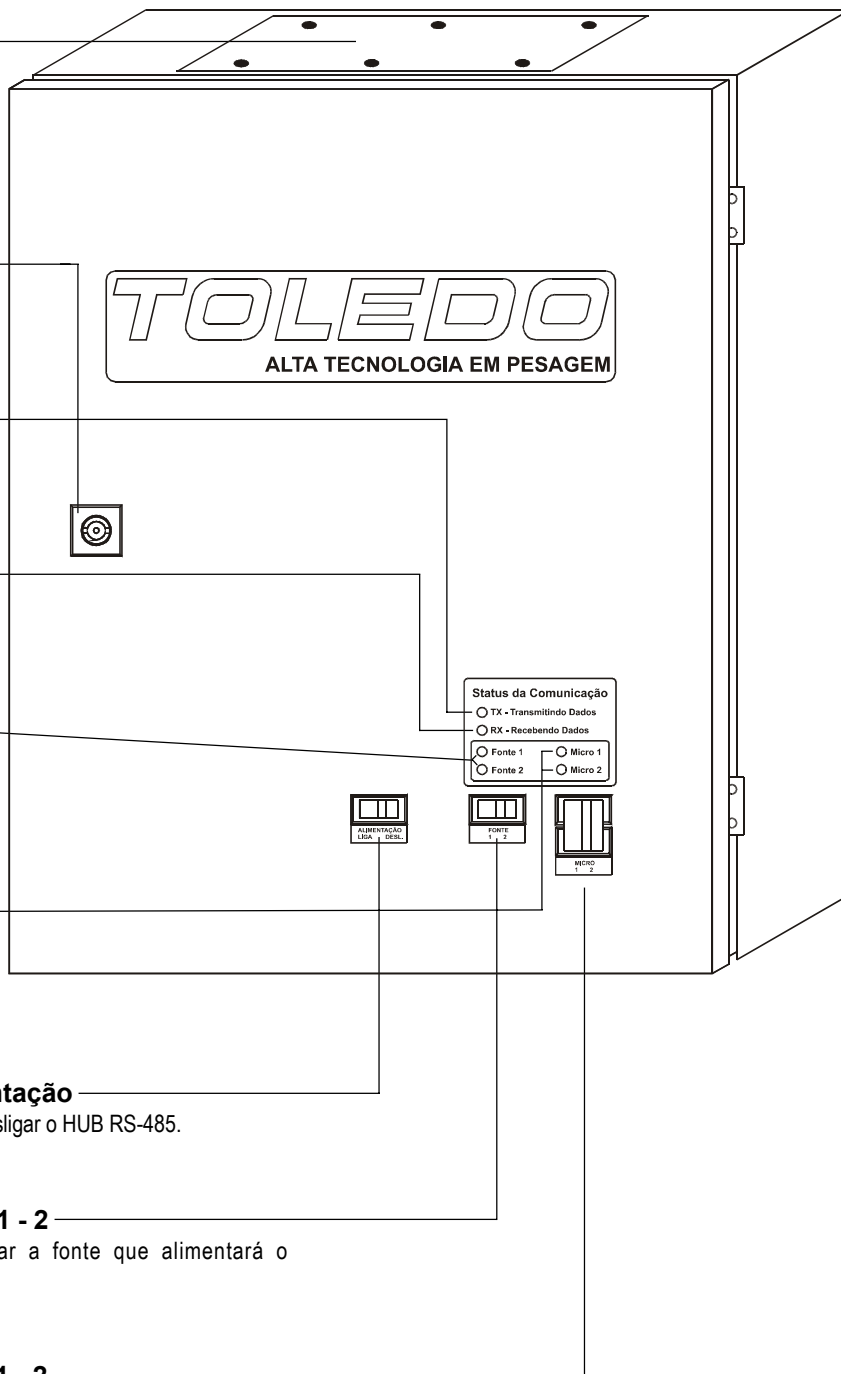 TOLEDO
ALTA TECNOLOGIA EM PESAGEM
Status da Comunicação
TX - Transmitindo Dados
RX - Recebendo Dados
Fonte 1 Micro 1
Fonte 2 Micro 2
ALIMENTAÇÃO
LIGA DESL.
FONTE
1 2
MICRO
1 2
ntação
sligar o HUB RS-485.
1 - 2
ar a fonte que alimentará o